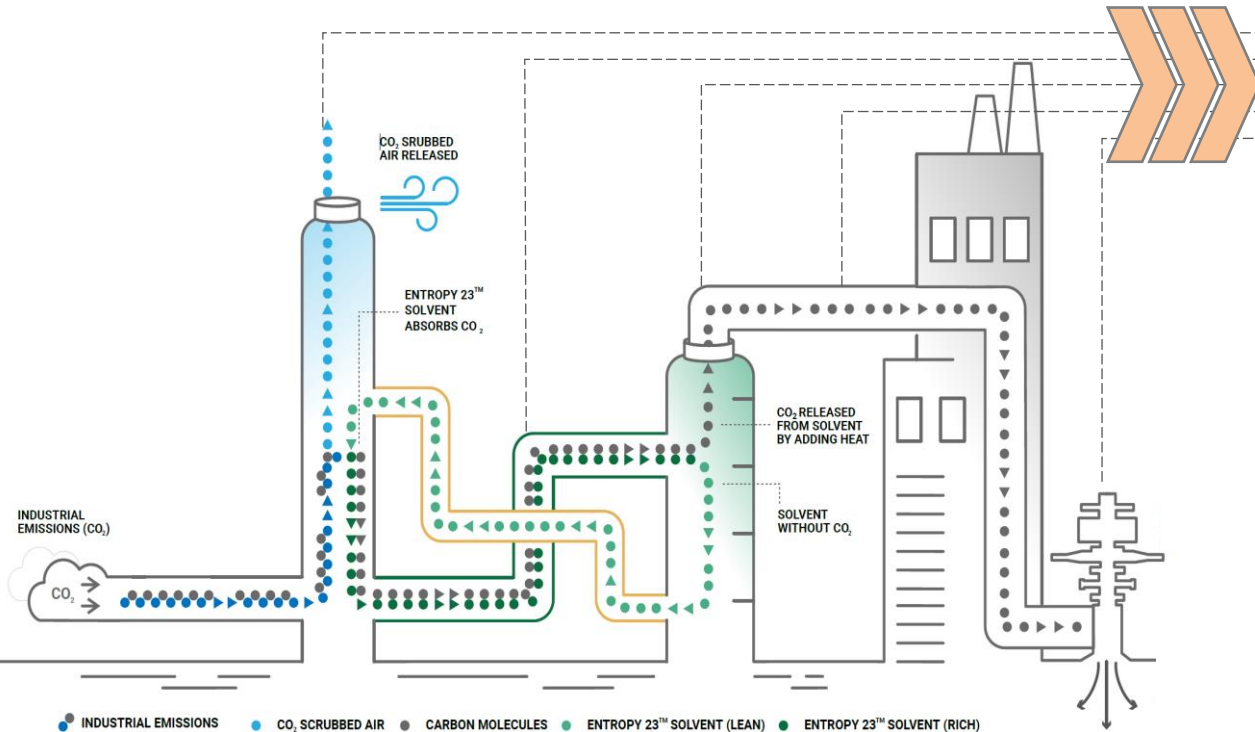 CO₂ SRUBBED
AIR RELEASED
ENTROPY 23™
SOLVENT
ABSORBS CO₂
CO₂ RELEASED
FROM SOLVENT
BY ADDING HEAT
SOLVENT
WITHOUT CO₂
INDUSTRIAL
EMISSIONS (CO₂)
CO₂
INDUSTRIAL EMISSIONS
CO₂ SCRUBBED AIR
CARBON MOLECULES
ENTROPY 23™ SOLVENT (LEAN)
ENTROPY 23™ SOLVENT (RICH)